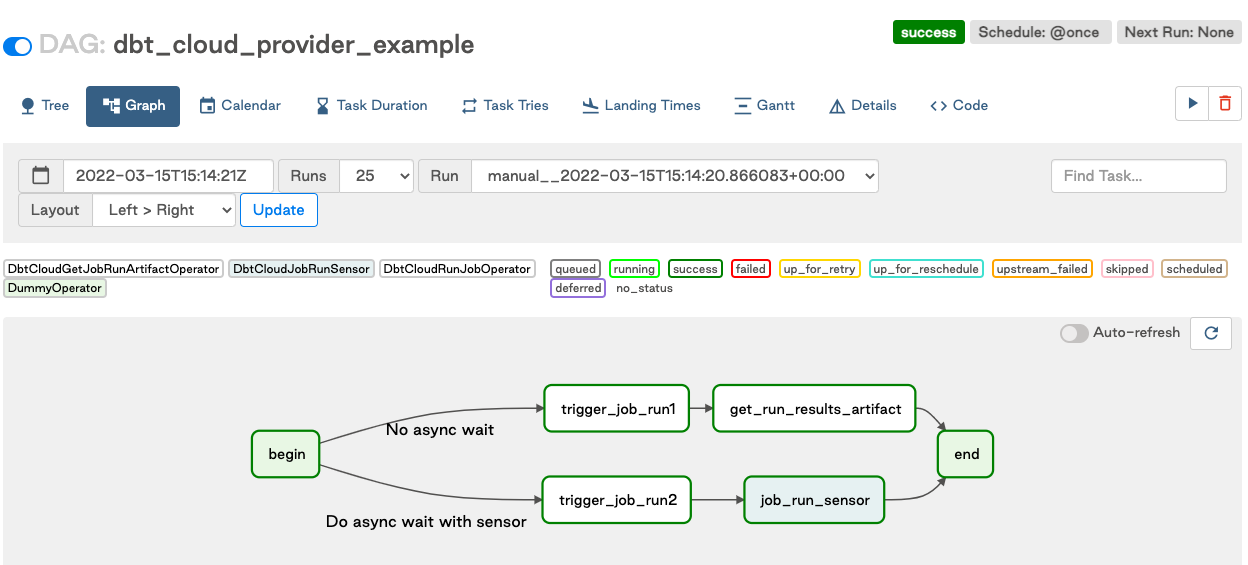 DAG: dbt_cloud_provider_example
success Schedule: @once Next Run: None
Tree Graph Calendar Task Duration Task Tries Landing Times Gantt Details Code
2022-03-15T15:14:21Z Runs 25 Run manual__2022-03-15T15:14:20.866083+00:00 Find Task...
Layout Left > Right Update
DbtCloudGetJobRunArtifactOperator DbtCloudJobRunSensor DbtCloudRunJobOperator
DummyOperator
queued running success failed up_for_retry up_for_reschedule upstream_failed skipped scheduled
deferred no_status
Auto-refresh
trigger_job_run1 get_run_results_artifact
No async wait
begin end
trigger_job_run2 job_run_sensor
Do async wait with sensor